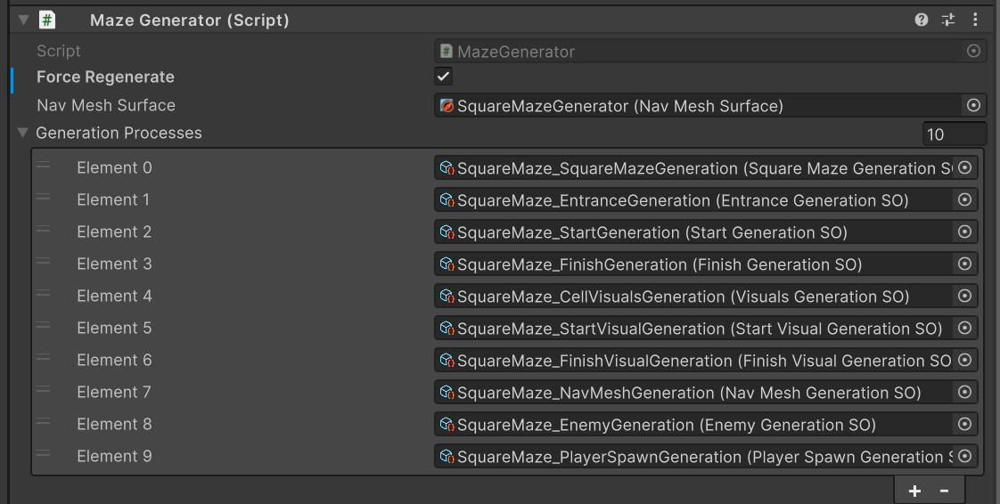 Maze Generator (Script)
Script MazeGenerator
Force Regenerate
Nav Mesh Surface SquareMazeGenerator (Nav Mesh Surface)
Generation Processes 10
Element 0 SquareMaze_SquareMazeGeneration (Square Maze Generation S
Element 1 SquareMaze_EntranceGeneration (Entrance Generation SO)
Element 2 SquareMaze_StartGeneration (Start Generation SO)
Element 3 SquareMaze_FinishGeneration (Finish Generation SO)
Element 4 SquareMaze_CellVisualsGeneration (Visuals Generation SO)
Element 5 SquareMaze_StartVisualGeneration (Start Visual Generation SO)
Element 6 SquareMaze_FinishVisualGeneration (Finish Visual Generation SO
Element 7 SquareMaze_NavMeshGeneration (Nav Mesh Generation SO)
Element 8 SquareMaze_EnemyGeneration (Enemy Generation SO)
Element 9 SquareMaze_PlayerSpawnGeneration (Player Spawn Generation S